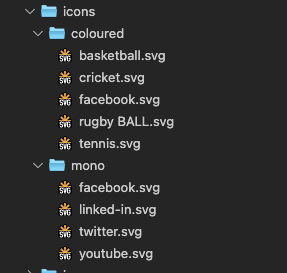 icons
coloured
basketball.svg
cricket.svg
facebook.svg
rugby BALL.svg
tennis.svg
mono
facebook.svg
linked-in.svg
twitter.svg
youtube.svg